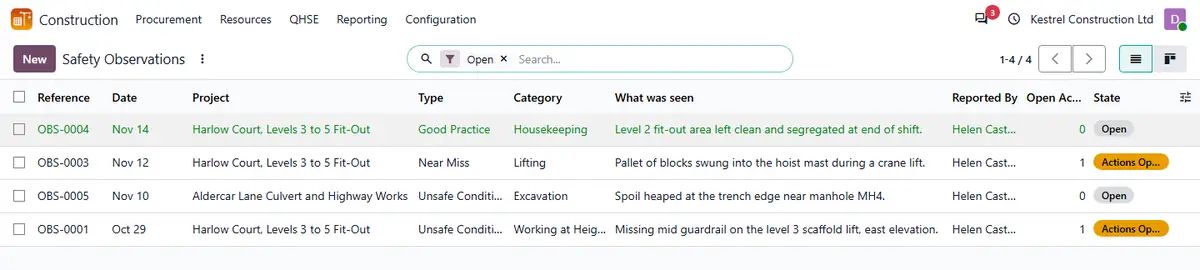 Construction Procurement Resources QHSE Reporting Configuration 3 Kestrel Construction Ltd D
New Safety Observations Open × Search... 1-4 / 4
Reference Date Project Type Category What was seen Reported By Open Ac... State
OBS-0004 Nov 14 Harlow Court, Levels 3 to 5 Fit-Out Good Practice Housekeeping Level 2 fit-out area left clean and segregated at end of shift. Helen Cast... 0 Open
OBS-0003 Nov 12 Harlow Court, Levels 3 to 5 Fit-Out Near Miss Lifting Pallet of blocks swung into the hoist mast during a crane lift. Helen Cast... 1 Actions Op...
OBS-0005 Nov 10 Aldercar Lane Culvert and Highway Works Unsafe Conditi... Excavation Spoil heaped at the trench edge near manhole MH4. Helen Cast... 0 Open
OBS-0001 Oct 29 Harlow Court, Levels 3 to 5 Fit-Out Unsafe Conditi... Working at Heig... Missing mid guardrail on the level 3 scaffold lift, east elevation. Helen Cast... 1 Actions Op...